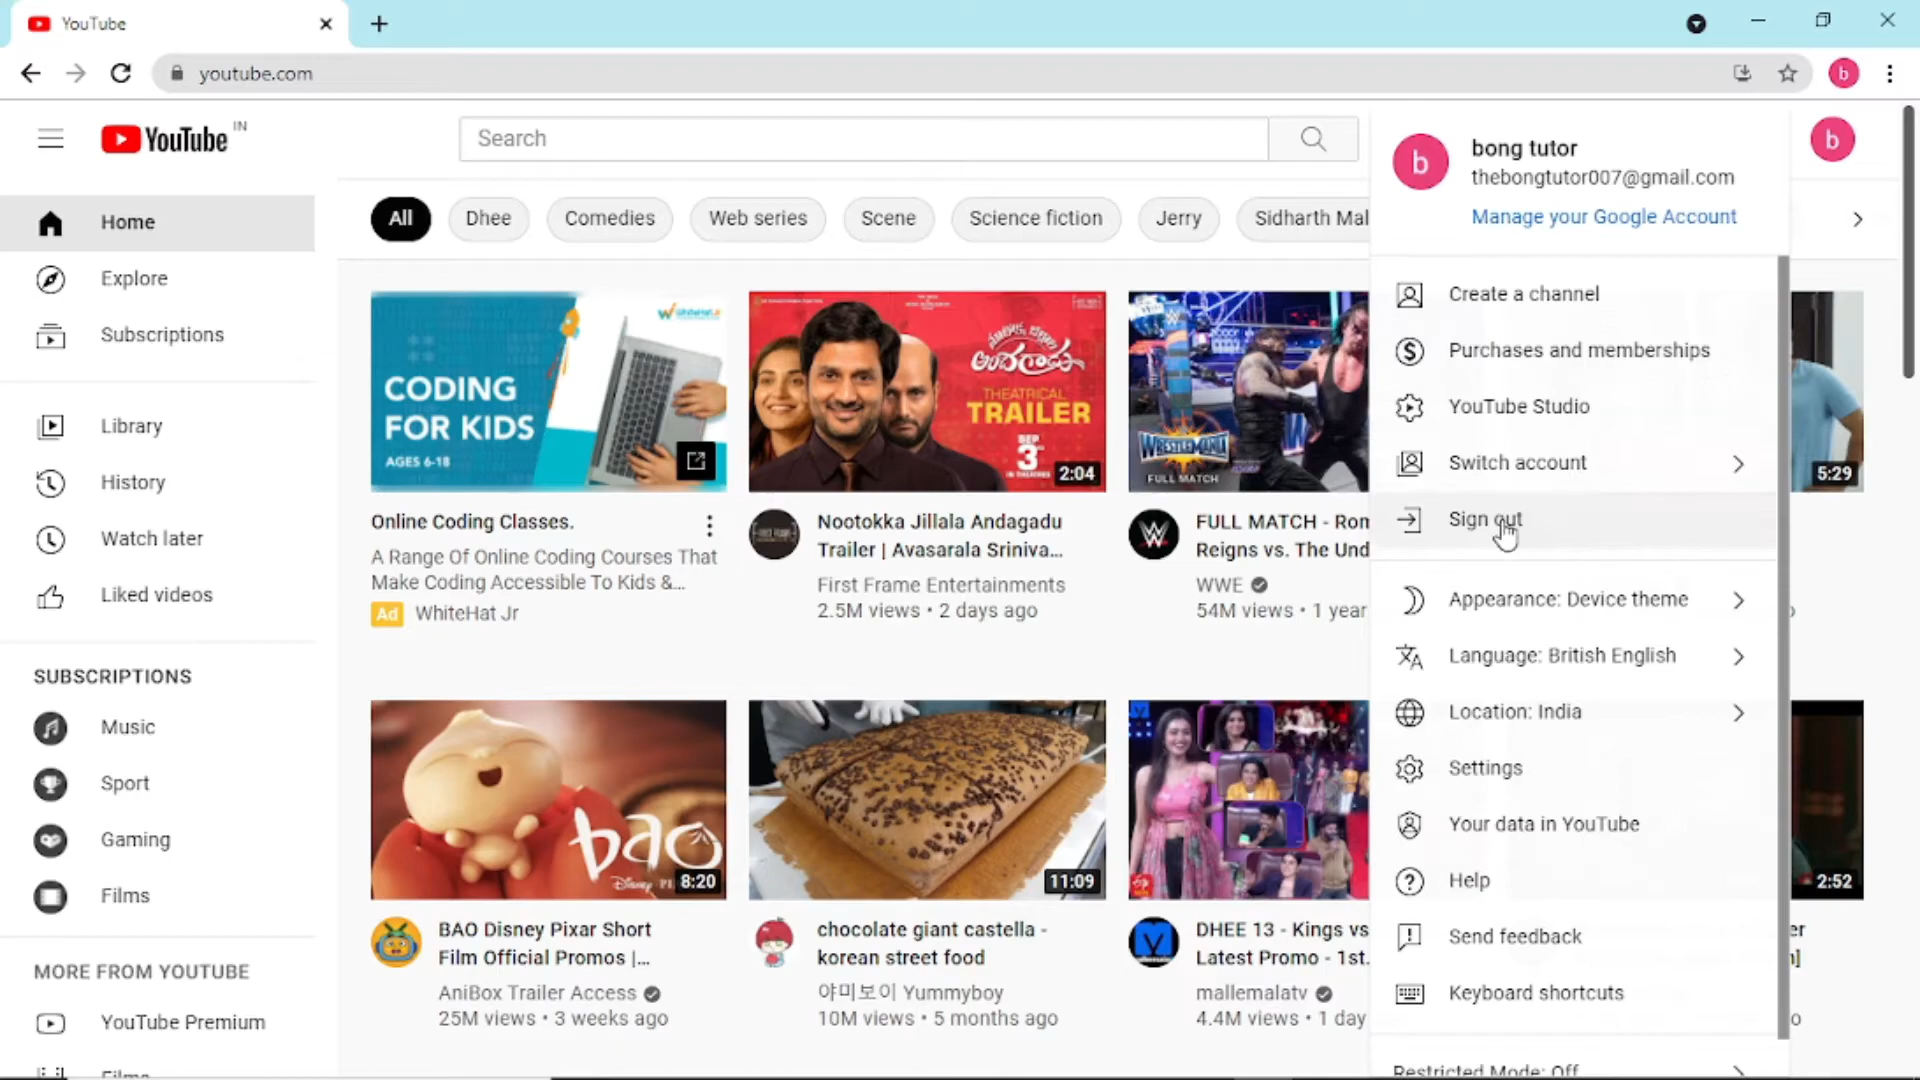 YouTube
youtube.com
b
YouTube IN
Search
b
Home
Explore
Subscriptions
Library
History
Watch later
Liked videos
SUBSCRIPTIONS
Music
Sport
Gaming
Films
MORE FROM YOUTUBE
YouTube Premium
Films
All
Dhee
Comedies
Web series
Scene
Science fiction
Jerry
Sidharth Mal
WhiteHat Jr
CODING
FOR KIDS
AGES 6-18
Online Coding Classes.
A Range Of Online Coding Courses That
Make Coding Accessible To Kids &...
Ad WhiteHat Jr
THEATRICAL
TRAILER
SEP
3
2:04
Nootokka Jillala Andagadu
Trailer | Avasarala Sriniva...
First Frame Entertainments
2.5M views • 2 days ago
WRESTLEMANIA
FULL MATCH
FULL MATCH - Rom
Reigns vs. The Und
WWE
54M views • 1 year
5:29
bao
8:20
BAO Disney Pixar Short
Film Official Promos |...
AniBox Trailer Access
25M views • 3 weeks ago
11:09
chocolate giant castella -
korean street food
야미보이 Yummyboy
10M views • 5 months ago
DHEE 13 - Kings vs
Latest Promo - 1st.
mallemalatv
4.4M views • 1 day
2:52
b
bong tutor
thebongtutor007@gmail.com
Manage your Google Account
Create a channel
Purchases and memberships
YouTube Studio
Switch account
Sign out
Appearance: Device theme
Language: British English
Location: India
Settings
Your data in YouTube
Help
Send feedback
Keyboard shortcuts
Restricted Mode: Off